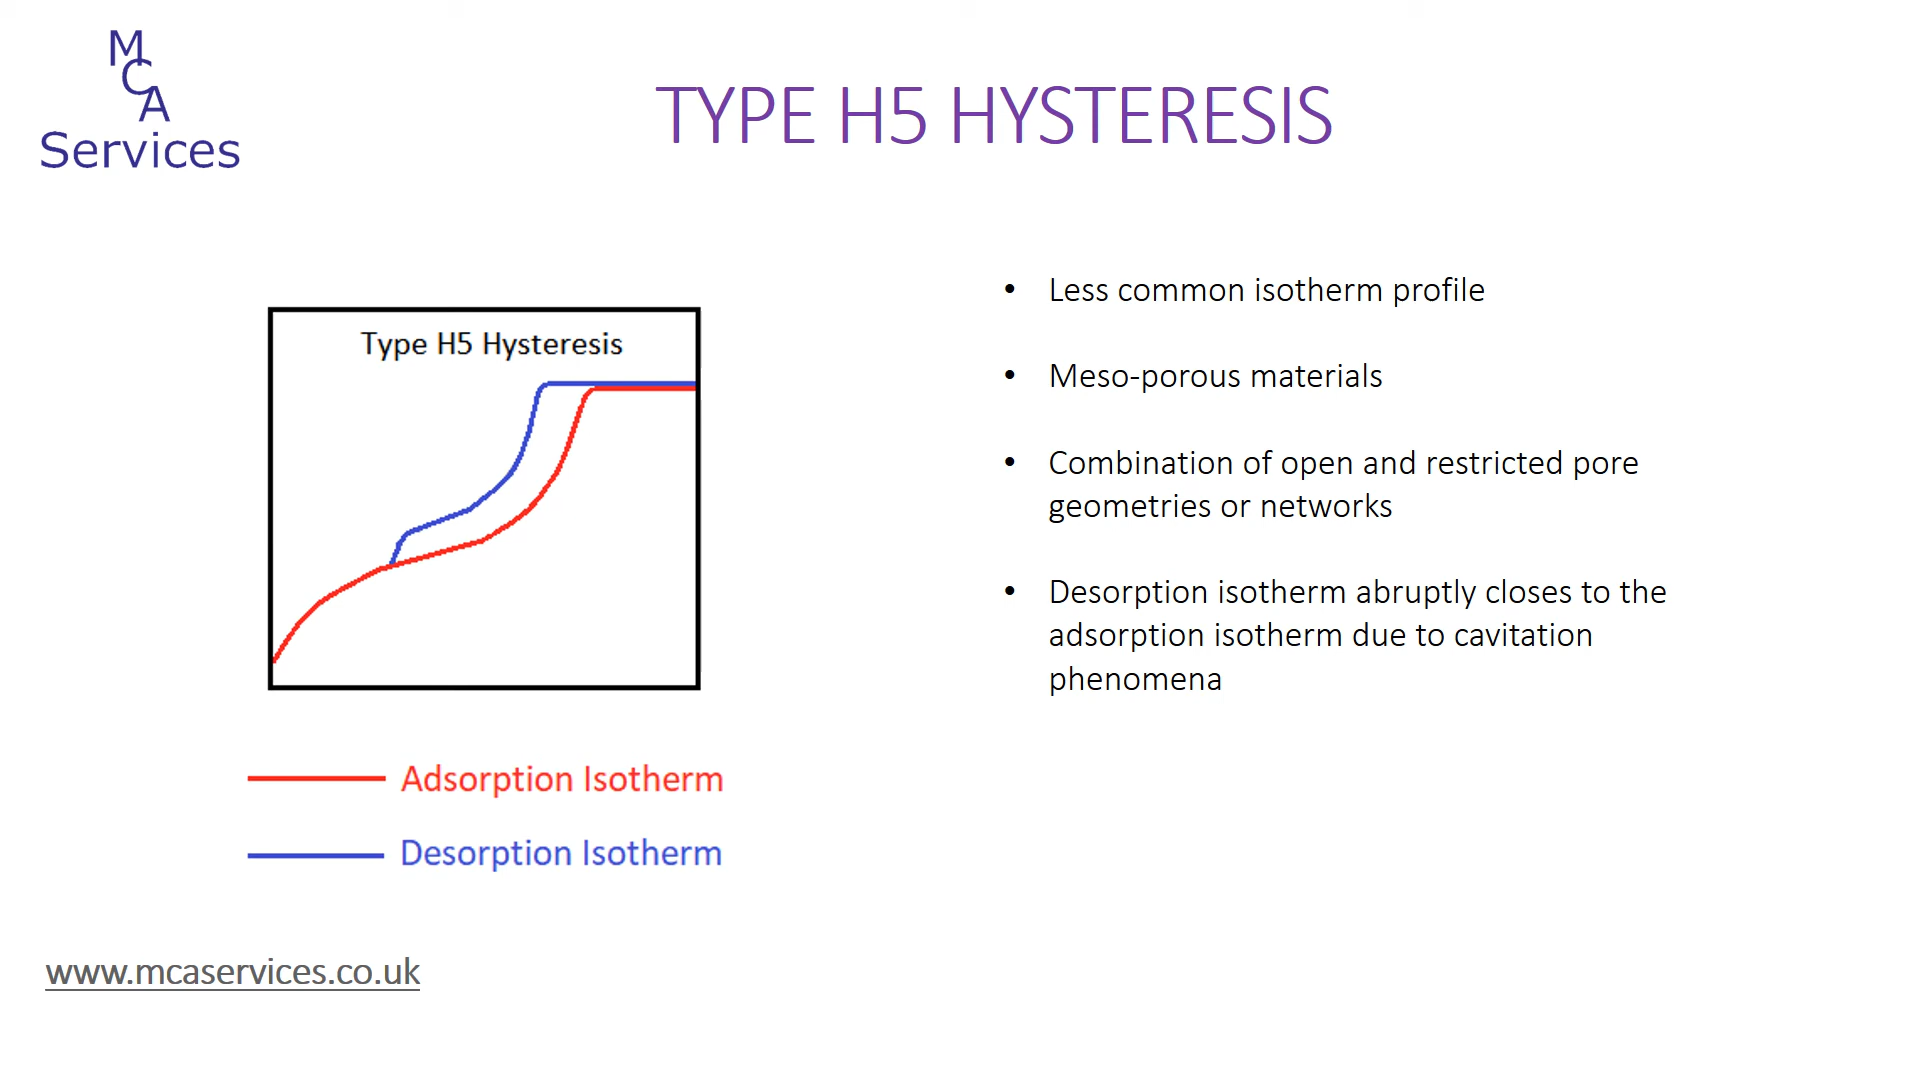 M
C
A
Services
TYPE H5 HYSTERESIS
Type H5 Hysteresis
Adsorption Isotherm
Desorption Isotherm
• Less common isotherm profile
• Meso-porous materials
• Combination of open and restricted pore
geometries or networks
• Desorption isotherm abruptly closes to the
adsorption isotherm due to cavitation
phenomena
www.mcaservices.co.uk